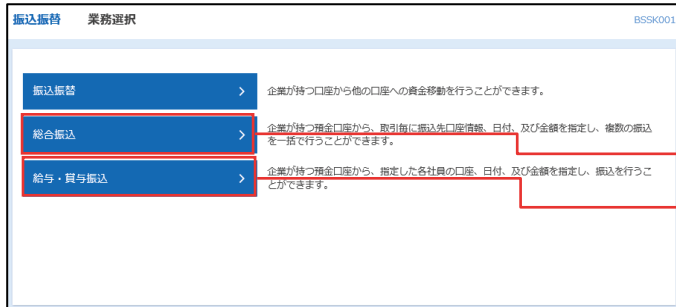 振込振替 業務選択 BSSK001
振込振替 企業が持つ口座から他の口座への資金移動を行うことができます。
総合振込 企業が持つ預金口座から、取引毎に振込先口座情報、日付、及び金額を指定し、複数の振込
を一括で行うことができます。
給与・賞与振込 企業が持つ預金口座から、指定した各社員の口座、日付、及び金額を指定し、振込を行うこ
とができます。